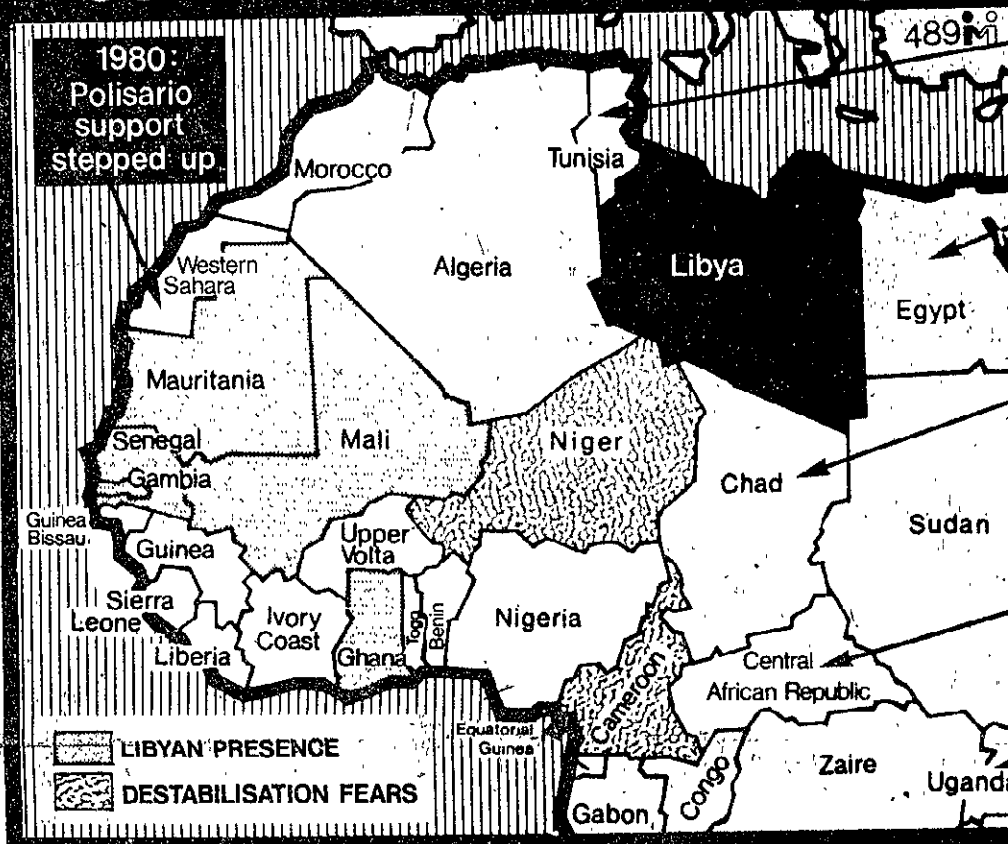 489
1980:
Polisario
support
stepped up
Morocco
Tunisia
Algeria
Libya
Egypt
Western
Sahara
Mauritania
Mali
Niger
Chad
Sudan
Senegal
Gambia
Guinea
Bissau
Guinea
Upper
Volta
Sierra
Leone
Liberia
Ivory
Coast
Ghana
Togo
Benin
Nigeria
Cameroon
Central
African Republic
Equatorial
Guinea
Gabon
Congo
Zaire
Uganda
LIBYAN PRESENCE
DESTABILISATION FEARS